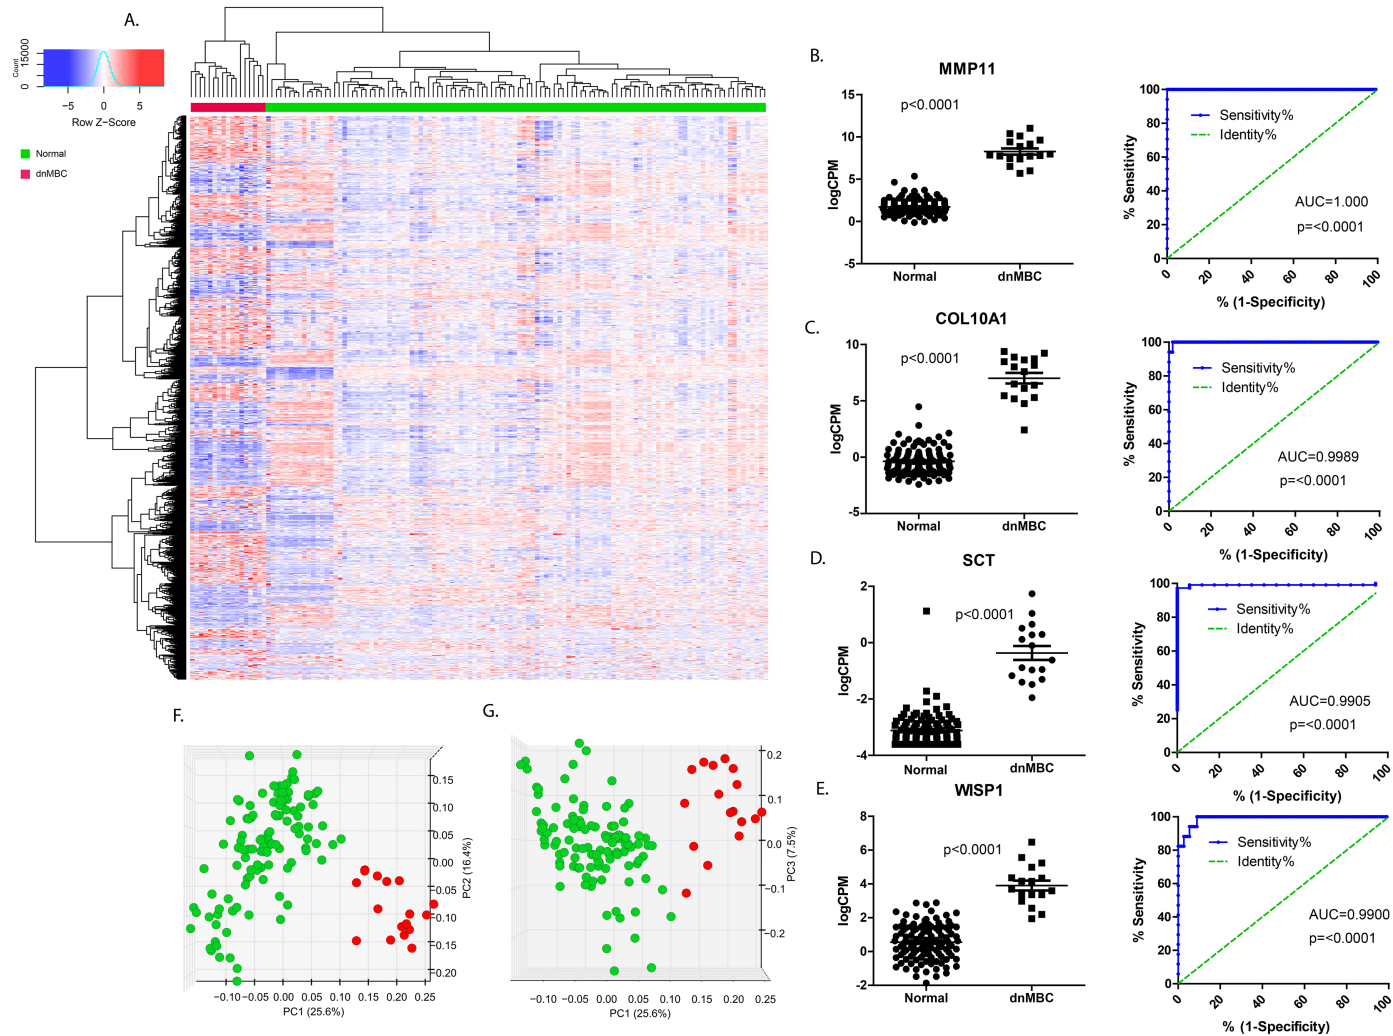 A.
Count
0
15000
−5
0
5
Row Z−Score
Normal
dnMBC
B.
MMP11
p<0.0001
15
10
5
0
-5
logCPM
Normal
dnMBC
100
80
60
40
20
0
% Sensitivity
Sensitivity%
Identity%
AUC=1.000
p=<0.0001
0
20
40
60
80
100
% (1-Specificity)
C.
COL10A1
p<0.0001
10
5
0
-5
logCPM
Normal
dnMBC
100
80
60
40
20
0
% Sensitivity
Sensitivity%
Identity%
AUC=0.9989
p=<0.0001
0
20
40
60
80
100
% (1-Specificity)
D.
SCT
p<0.0001
2
0
-2
-4
logCPM
Normal
dnMBC
100
80
60
40
20
0
% Sensitivity
Sensitivity%
Identity%
AUC=0.9905
p=<0.0001
0
20
40
60
80
100
% (1-Specificity)
E.
WISP1
p<0.0001
8
6
4
2
0
-2
logCPM
Normal
dnMBC
100
80
60
40
20
0
% Sensitivity
Sensitivity%
Identity%
AUC=0.9900
p=<0.0001
0
20
40
60
80
100
% (1-Specificity)
F.
0.15
0.10
0.05
0.00
−0.05
−0.10
−0.15
−0.20
PC2 (16.4%)
−0.10
−0.05
0.00
0.05
0.10
0.15
0.20
0.25
PC1 (25.6%)
G.
0.2
0.1
0.0
−0.1
−0.2
PC3 (7.5%)
−0.10
−0.05
0.00
0.05
0.10
0.15
0.20
0.25
PC1 (25.6%)